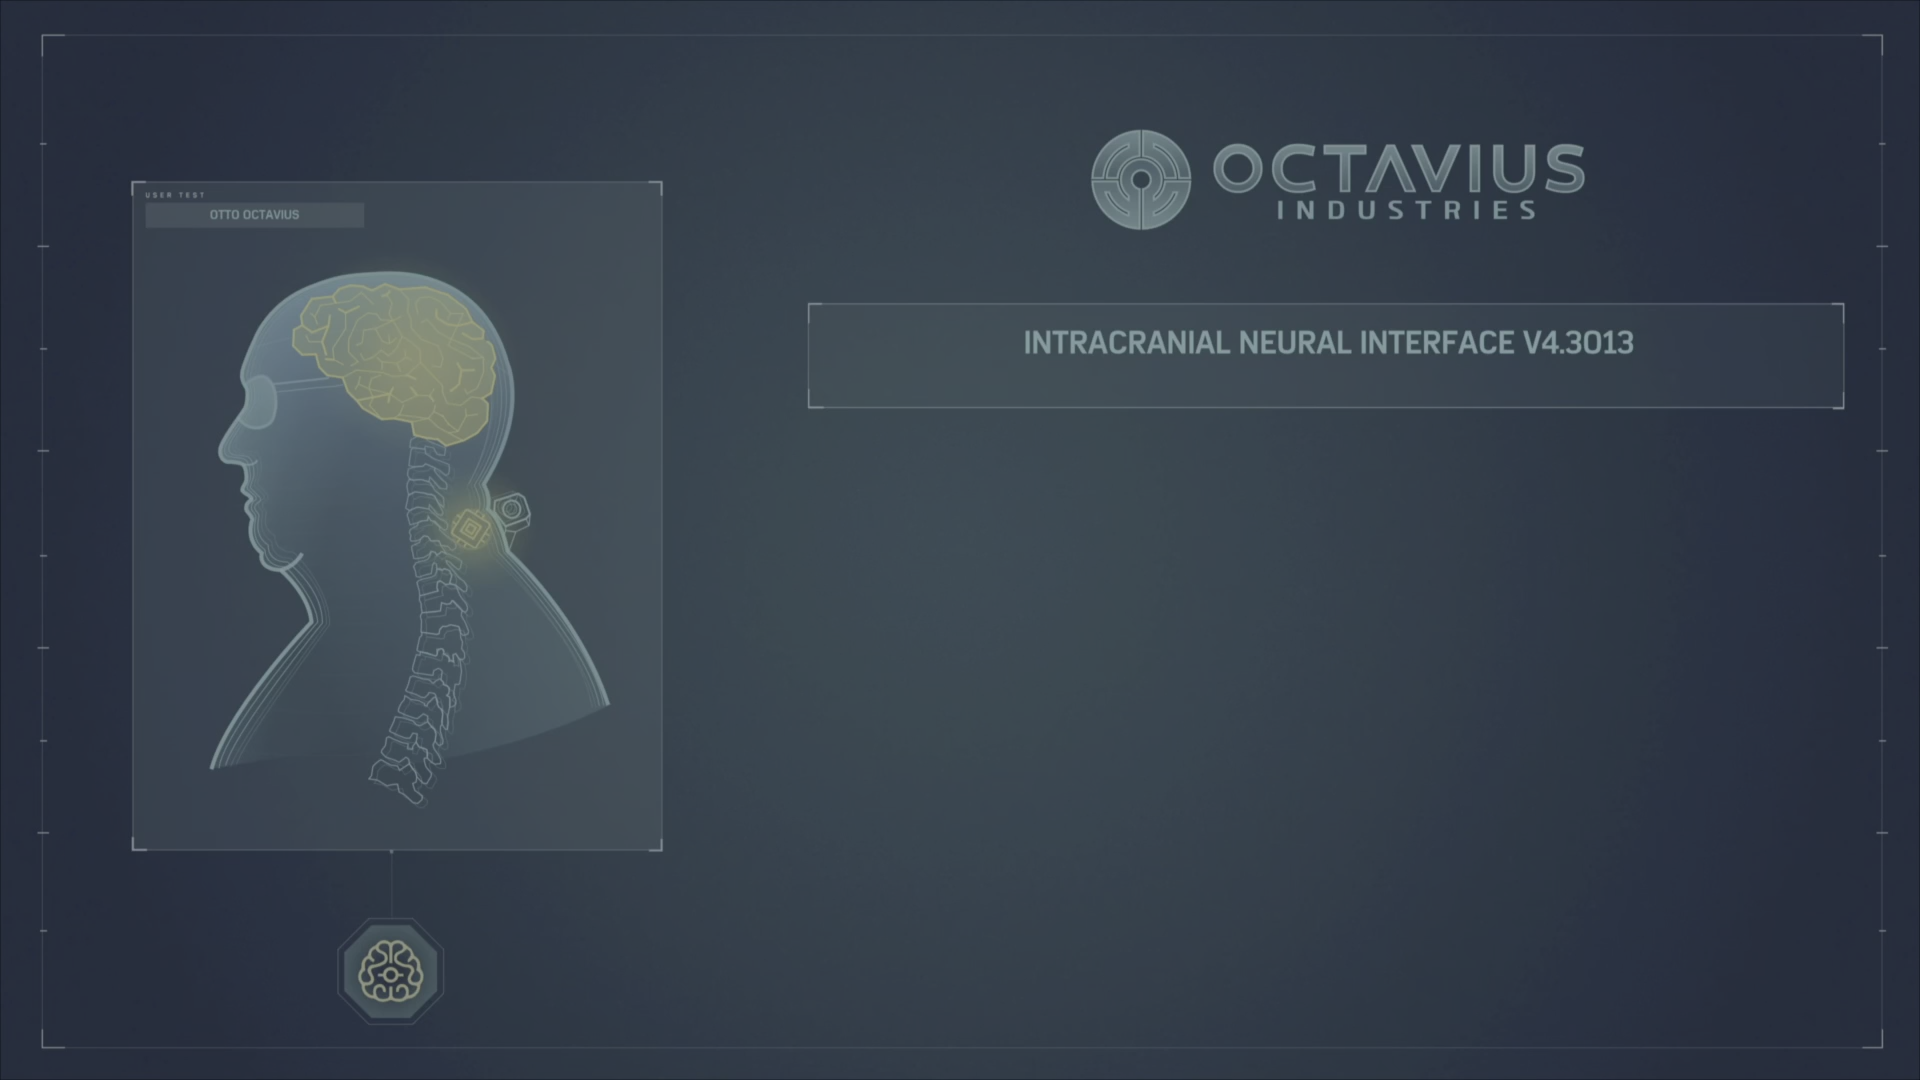 USER TEST
OTTO OCTAVIUS
OCTAVIUS
INDUSTRIES
INTRACRANIAL NEURAL INTERFACE V4.3013